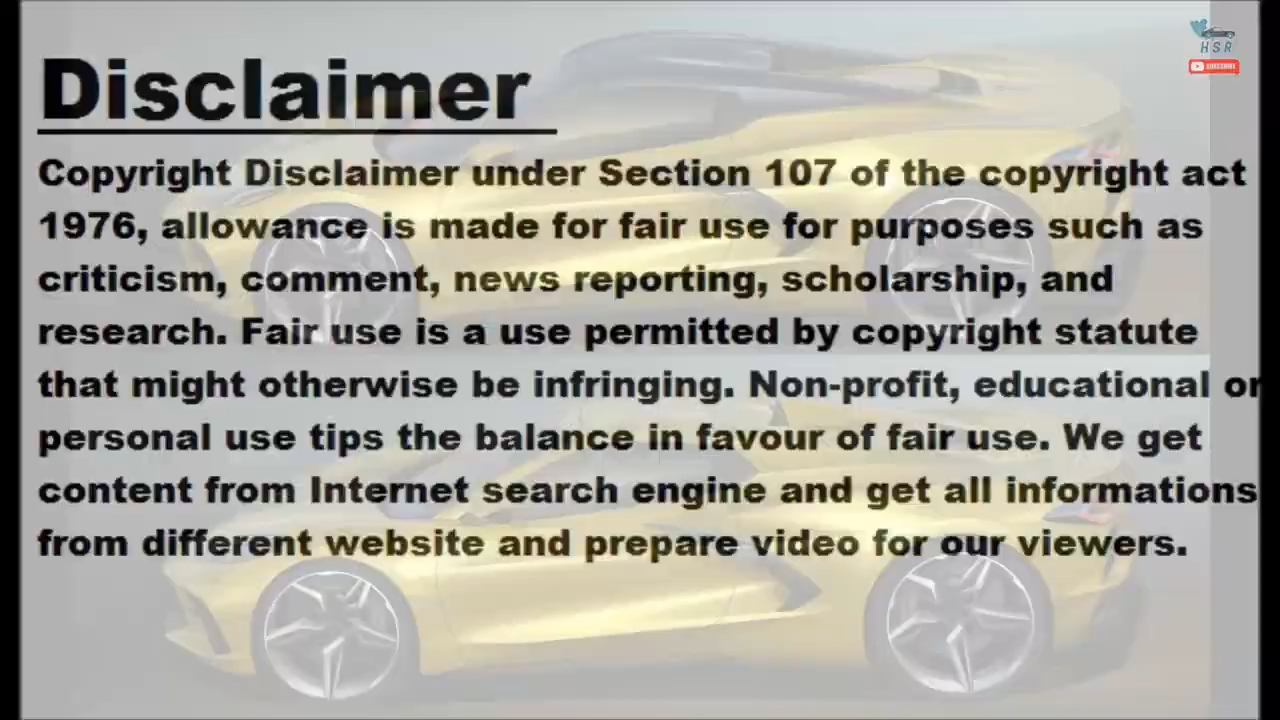 HSR
SUBSCRIBE
Disclaimer
Copyright Disclaimer under Section 107 of the copyright act
1976, allowance is made for fair use for purposes such as
criticism, comment, news reporting, scholarship, and
research. Fair use is a use permitted by copyright statute
that might otherwise be infringing. Non-profit, educational or
personal use tips the balance in favour of fair use. We get
content from Internet search engine and get all informations
from different website and prepare video for our viewers.